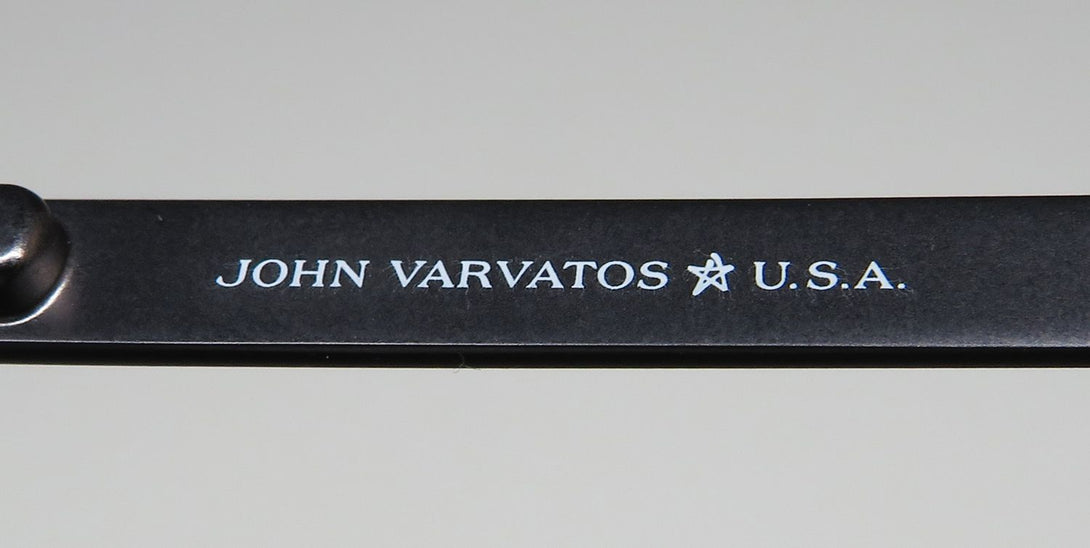 JOHN VARVATOS ☆ U.S.A.